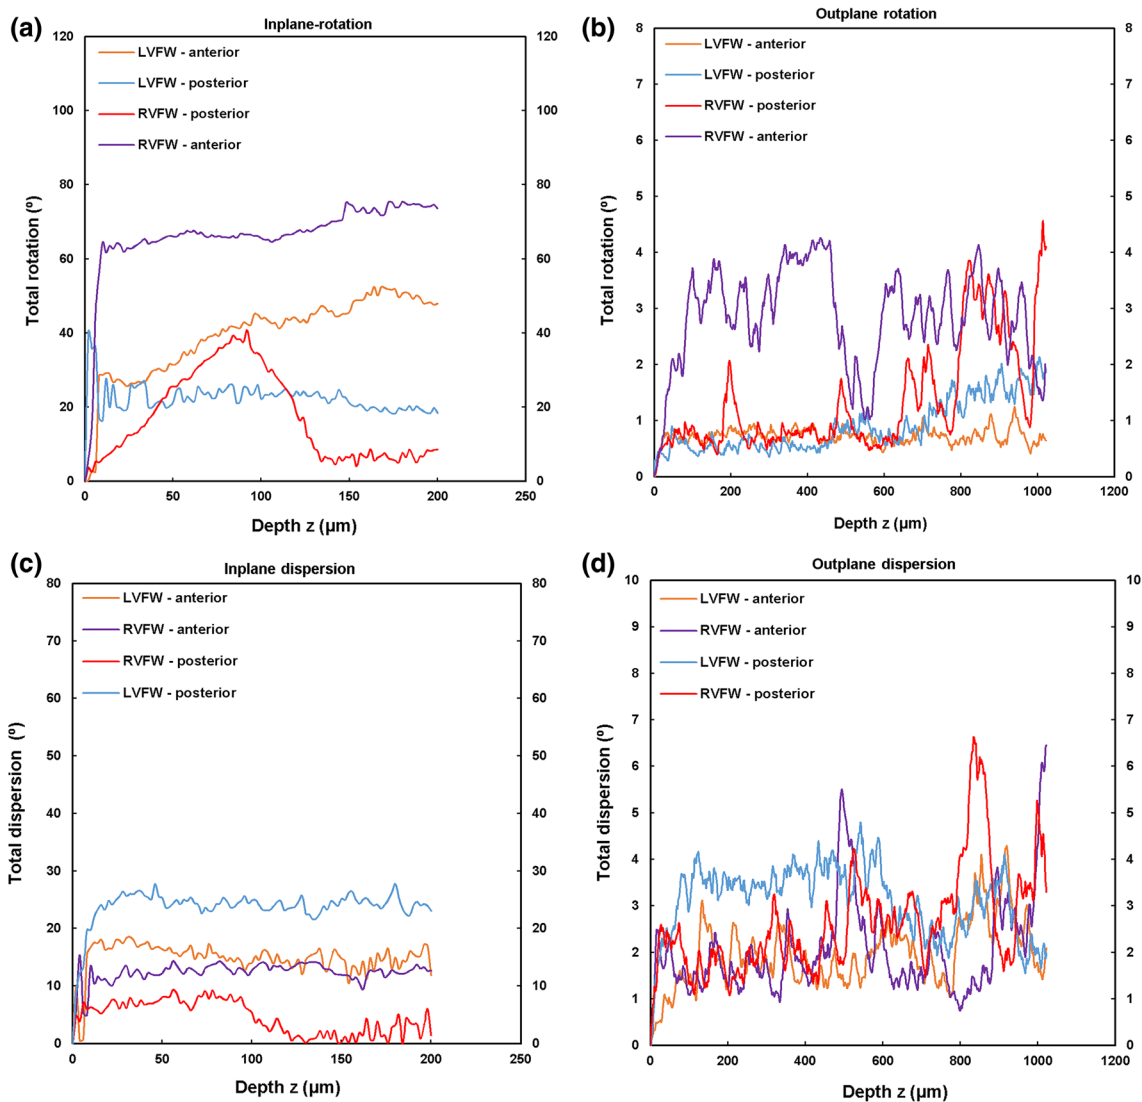 (a)
Inplane-rotation
120
100
80
60
40
20
0
120
100
80
60
40
20
0
LVFW - anterior
LVFW - posterior
RVFW - posterior
RVFW - anterior
Total rotation (º)
0 50 100 150 200 250
Depth z (µm)
(b)
Outplane rotation
8
7
6
5
4
3
2
1
0
8
7
6
5
4
3
2
1
0
LVFW - anterior
LVFW - posterior
RVFW - posterior
RVFW - anterior
Total rotation (º)
0 200 400 600 800 1000 1200
Depth z (µm)
(c)
Inplane dispersion
80
70
60
50
40
30
20
10
0
80
70
60
50
40
30
20
10
0
LVFW - anterior
RVFW - anterior
RVFW - posterior
LVFW - posterior
Total dispersion (º)
0 50 100 150 200 250
Depth z (µm)
(d)
Outplane dispersion
10
9
8
7
6
5
4
3
2
1
0
10
9
8
7
6
5
4
3
2
1
0
LVFW - anterior
RVFW - anterior
LVFW - posterior
RVFW - posterior
Total dispersion (º)
0 200 400 600 800 1000 1200
Depth z (µm)